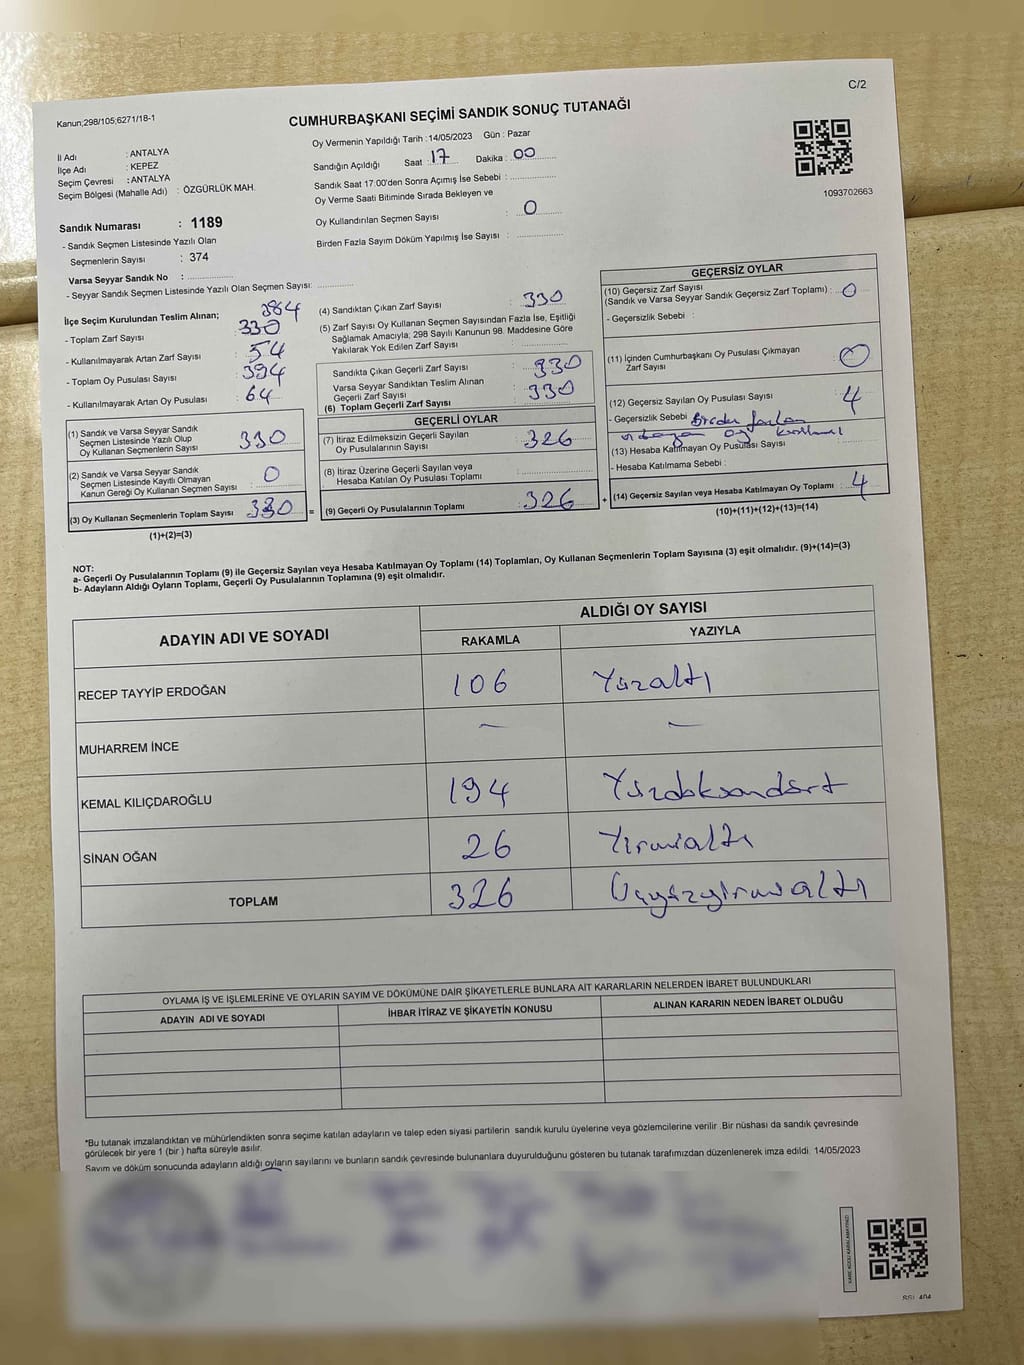 C/2
Kanun;298/105;6271/18-1
CUMHURBAŞKANI SEÇİMİ SANDIK SONUÇ TUTANAĞI
İl Adı : ANTALYA
İlçe Adı : KEPEZ
Seçim Çevresi : ANTALYA
Seçim Bölgesi (Mahalle Adı) : ÖZGÜRLÜK MAH.
Sandık Numarası : 1189
- Sandık Seçmen Listesinde Yazılı Olan
Seçmenlerin Sayısı : 374
Varsa Seyyar Sandık No :
- Seyyar Sandık Seçmen Listesinde Yazılı Olan Seçmen Sayısı:
Oy Vermenin Yapıldığı Tarih :14/05/2023 Gün : Pazar
Sandığın Açıldığı Saat : 17 Dakika : 00
Sandık Saat 17:00'den Sonra Açımış İse Sebebi :
Oy Verme Saati Bitiminde Sırada Bekleyen ve
Oy Kullandırılan Seçmen Sayısı : 0
Birden Fazla Sayım Döküm Yapılmış İse Sayısı :
1093702663
İlçe Seçim Kurulundan Teslim Alınan; 384
- Toplam Zarf Sayısı : 330
- Kullanılmayarak Artan Zarf Sayısı : 54
- Toplam Oy Pusulası Sayısı : 394
- Kullanılmayarak Artan Oy Pusulası : 64
(1) Sandık ve Varsa Seyyar Sandık
Seçmen Listesinde Yazılı Olup
Oy Kullanan Seçmenlerin Sayısı : 330
(2) Sandık ve Varsa Seyyar Sandık
Seçmen Listesinde Kayıtlı Olmayan
Kanun Gereği Oy Kullanan Seçmen Sayısı : 0
(3) Oy Kullanan Seçmenlerin Toplam Sayısı 330
(1)+(2)=(3)
(4) Sandıktan Çıkan Zarf Sayısı : 330
(5) Zarf Sayısı Oy Kullanan Seçmen Sayısından Fazla İse, Eşitliği
Sağlamak Amacıyla; 298 Sayılı Kanunun 98. Maddesine Göre
Yakılarak Yok Edilen Zarf Sayısı :
Sandıkta Çıkan Geçerli Zarf Sayısı : 330
Varsa Seyyar Sandıktan Teslim Alınan
Geçerli Zarf Sayısı : 330
(6) Toplam Geçerli Zarf Sayısı :
GEÇERLİ OYLAR
(7) İtiraz Edilmeksizin Geçerli Sayılan
Oy Pusulalarının Sayısı : 326
(8) İtiraz Üzerine Geçerli Sayılan veya
Hesaba Katılan Oy Pusulası Toplamı :
= (9) Geçerli Oy Pusulalarının Toplamı 326
GEÇERSİZ OYLAR
(10) Geçersiz Zarf Sayısı
(Sandık ve Varsa Seyyar Sandık Geçersiz Zarf Toplamı) : 0
- Geçersizlik Sebebi :
(11) İçinden Cumhurbaşkanı Oy Pusulası Çıkmayan
Zarf Sayısı : 0
(12) Geçersiz Sayılan Oy Pusulası Sayısı : 4
- Geçersizlik Sebebi : Birden fazla
adaya oy
(13) Hesaba Katılmayan Oy Pusulası Sayısı :
- Hesaba Katılmama Sebebi :
+ (14) Geçersiz Sayılan veya Hesaba Katılmayan Oy Toplamı : 4
(10)+(11)+(12)+(13)=(14)
NOT:
a- Geçerli Oy Pusulalarının Toplamı (9) ile Geçersiz Sayılan veya Hesaba Katılmayan Oy Toplamı (14) Toplamları, Oy Kullanan Seçmenlerin Toplam Sayısına (3) eşit olmalıdır. (9)+(14)=(3)
b- Adayların Aldığı Oyların Toplamı, Geçerli Oy Pusulalarının Toplamına (9) eşit olmalıdır.
ADAYIN ADI VE SOYADI ALDIĞI OY SAYISI
RAKAMLA YAZIYLA
RECEP TAYYİP ERDOĞAN 106 Yüzaltı
MUHARREM İNCE — —
KEMAL KILIÇDAROĞLU 194 Yüzdoksandört
SİNAN OĞAN 26 Yirmialtı
TOPLAM 326 Üçyüzyirmialtı
OYLAMA İŞ VE İŞLEMLERİNE VE OYLARIN SAYIM VE DÖKÜMÜNE DAİR ŞİKAYETLERLE BUNLARA AİT KARARLARIN NELERDEN İBARET BULUNDUKLARI
ADAYIN ADI VE SOYADI İHBAR İTİRAZ VE ŞİKAYETİN KONUSU ALINAN KARARIN NEDEN İBARET OLDUĞU
*Bu tutanak imzalandıktan ve mühürlendikten sonra seçime katılan adayların ve talep eden siyasi partilerin sandık kurulu üyelerine veya gözlemcilerine verilir .Bir nüshası da sandık çevresinde
görülecek bir yere 1 (bir ) hafta süreyle asılır.
Sayım ve döküm sonucunda adayların aldığı oyların sayılarını ve bunların sandık çevresinde bulunanlara duyurulduğunu gösteren bu tutanak tarafımızdan düzenlenerek imza edildi. 14/05/2023